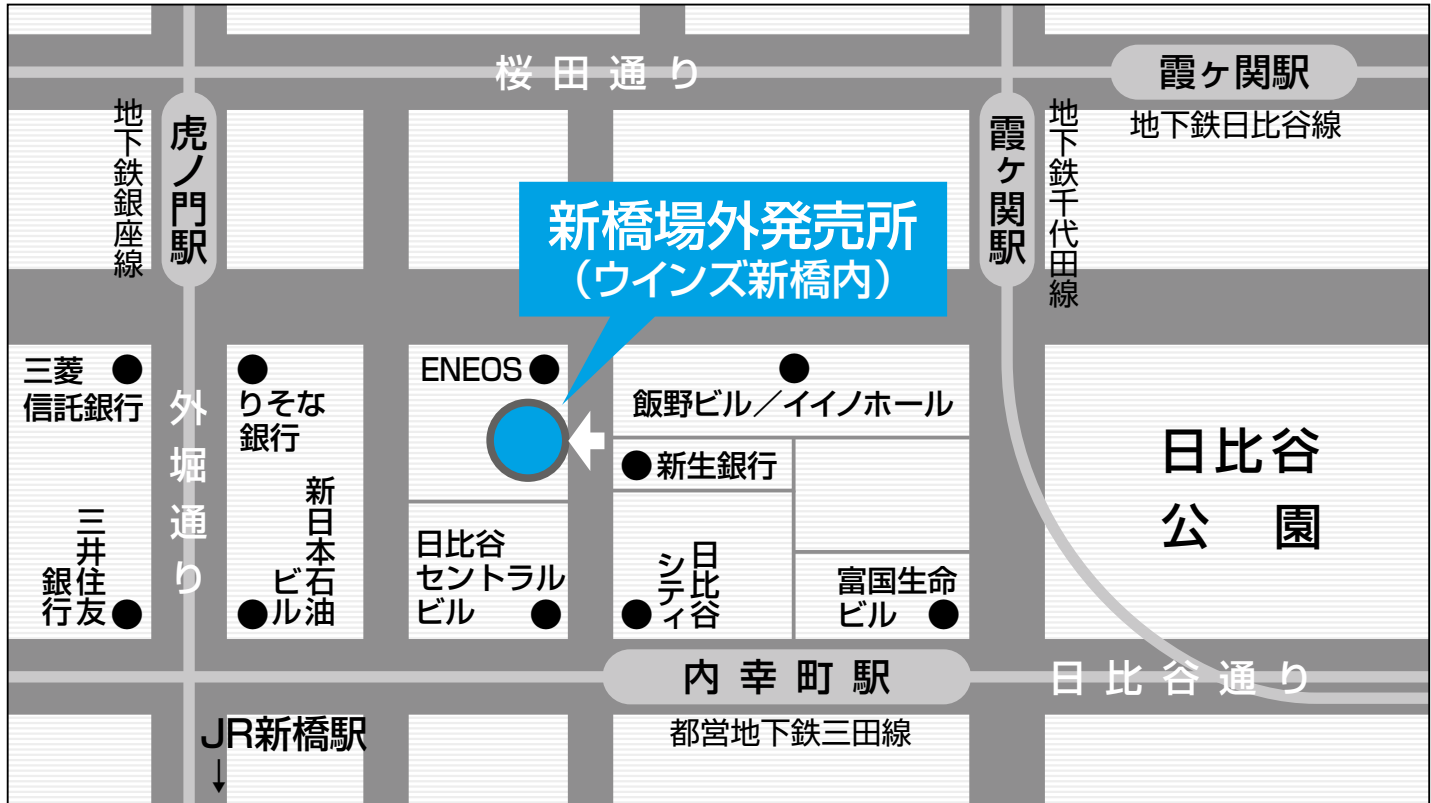 桜田通り
霞ヶ関駅
地下鉄日比谷線
地下鉄銀座線
虎ノ門駅
霞ヶ関駅
地下鉄千代田線
新橋場外発売所
（ウインズ新橋内）
三菱
信託銀行
外堀通り
りそな
銀行
ENEOS
飯野ビル／イイノホール
新生銀行
日比谷
公園
三井住友
銀行
新日本石油
ビル
日比谷
セントラル
ビル
日比谷
シティ
富国生命
ビル
内幸町駅
日比谷通り
都営地下鉄三田線
JR新橋駅
↓